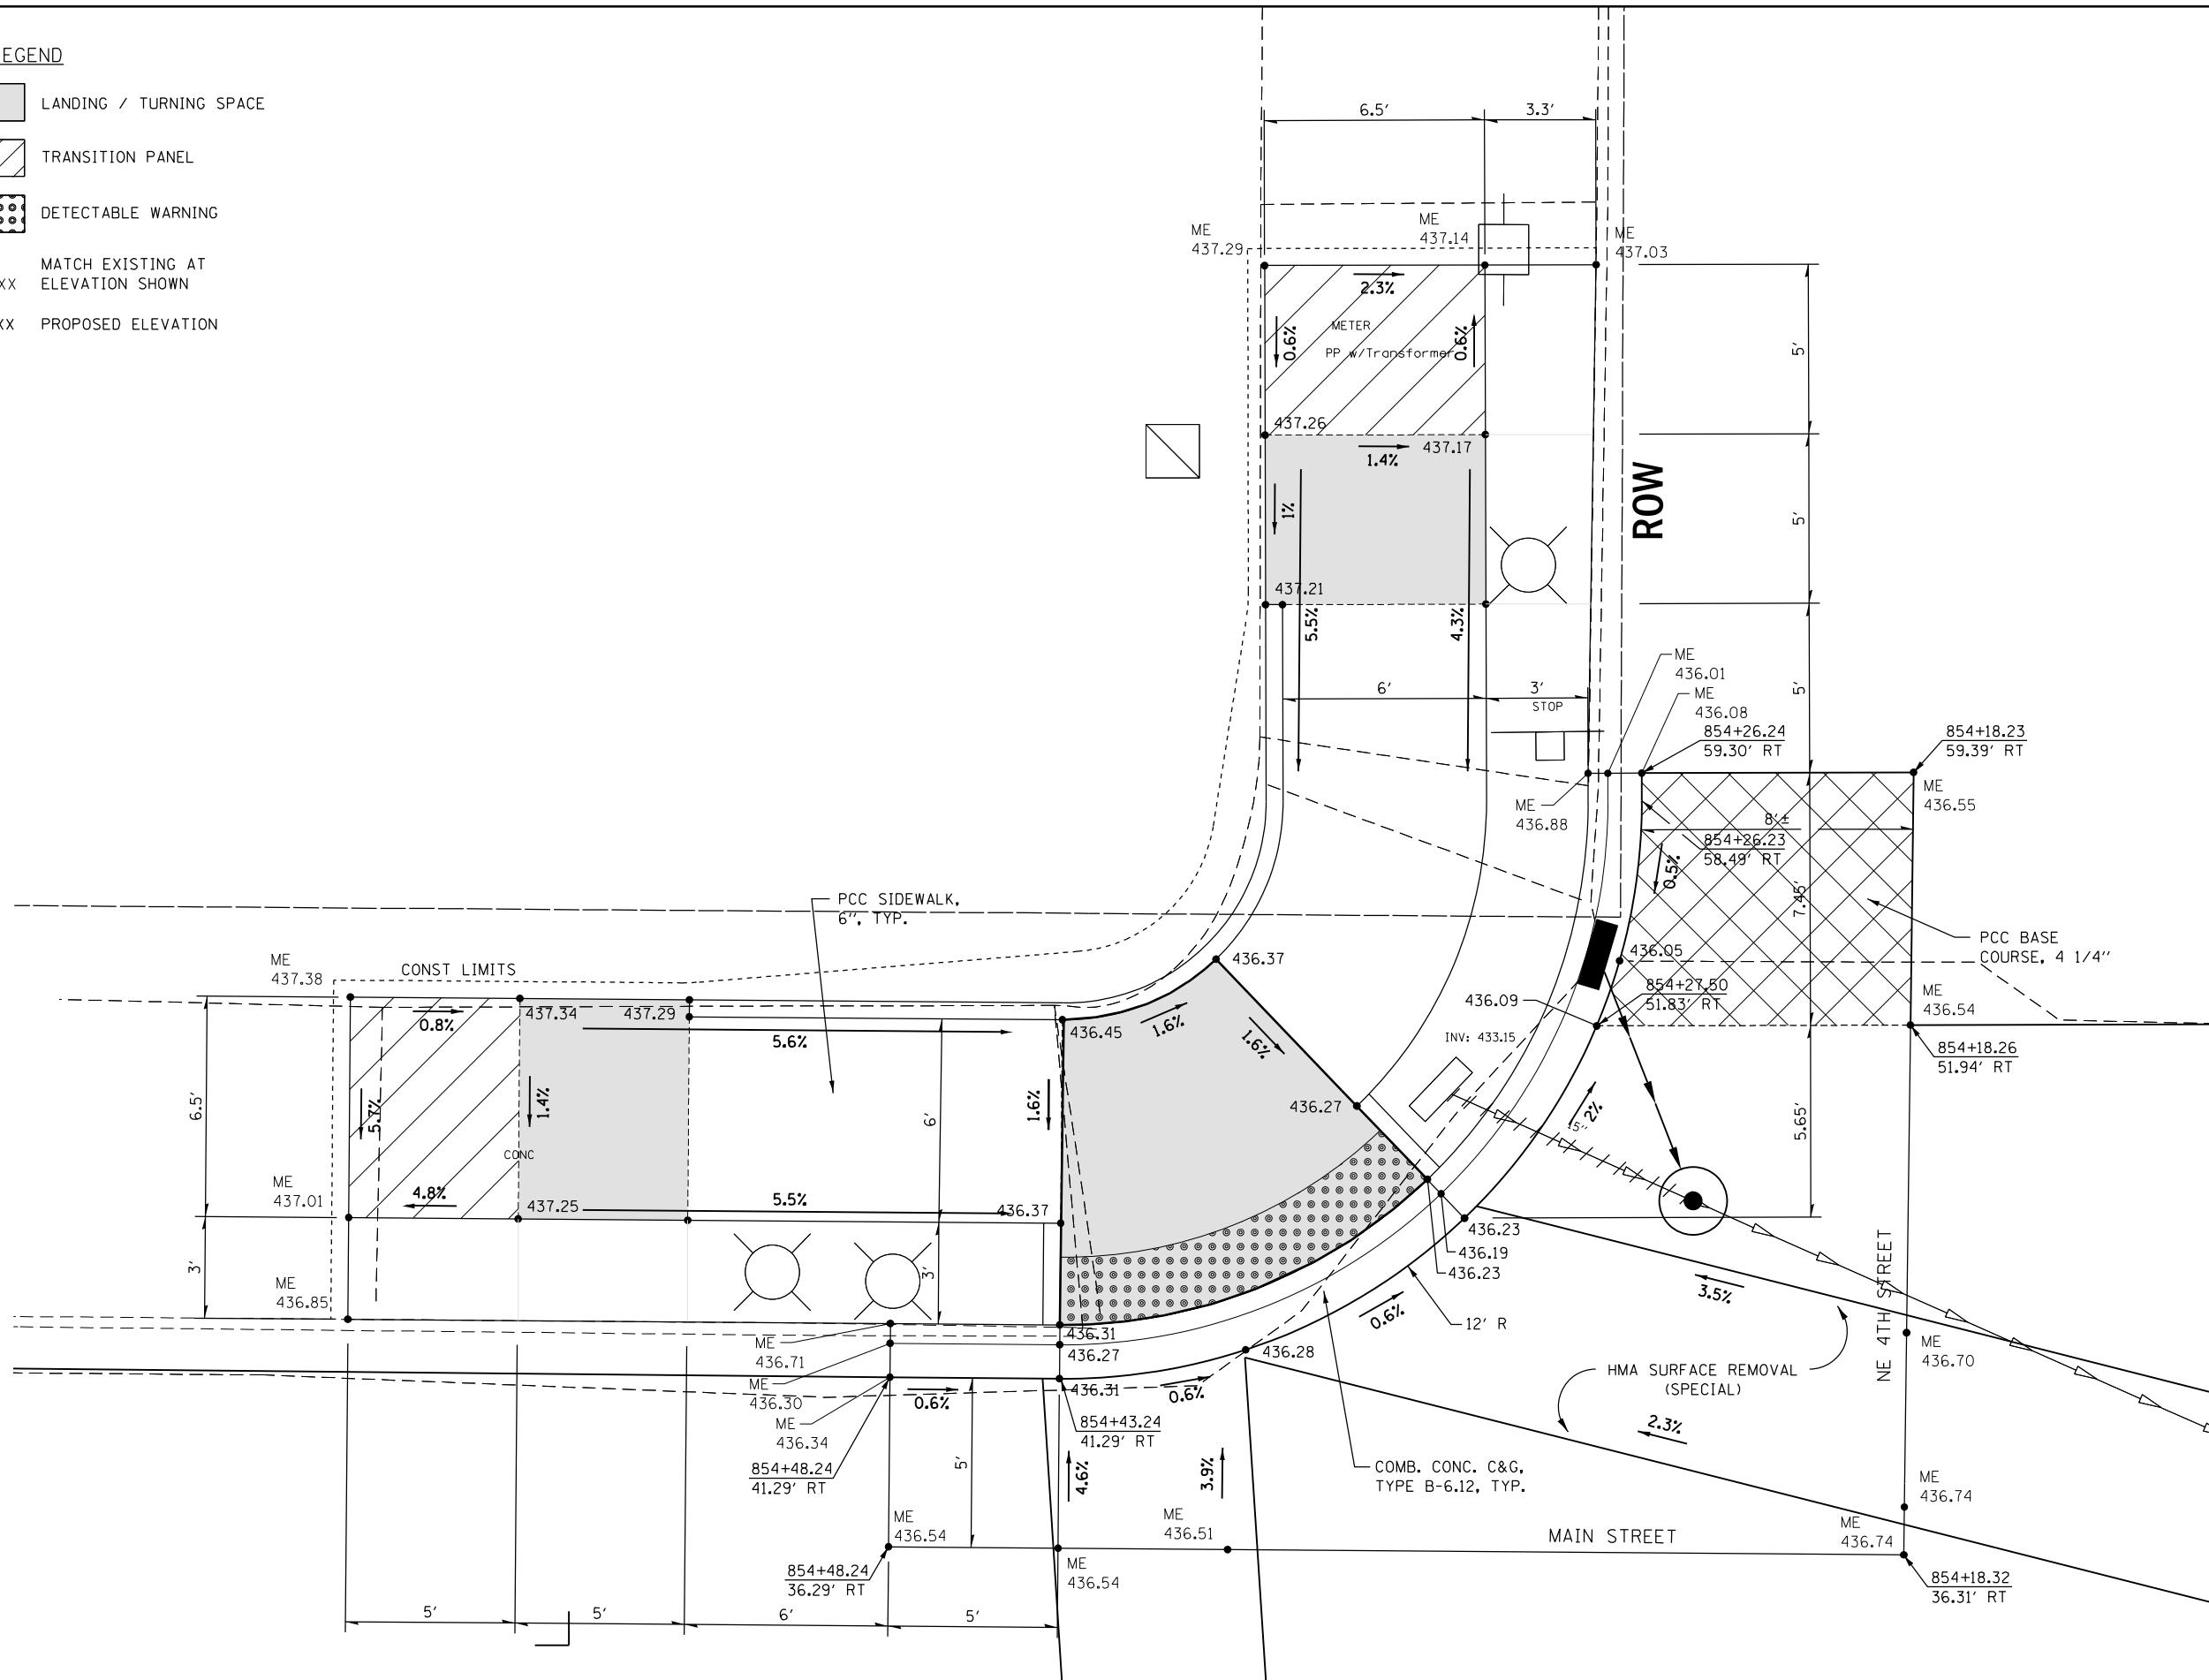 EGEND
LANDING / TURNING SPACE
TRANSITION PANEL
DETECTABLE WARNING
MATCH EXISTING AT
XX ELEVATION SHOWN
XX PROPOSED ELEVATION
6.5'
3.3'
ME
437.29
ME
437.14
ME
437.03
2.3%
METER
PP w/Transformer
0.6%
0.6%
5'
437.26
437.17
1.4%
1%
5'
ROW
437.21
5.5%
4.3%
6'
3'
STOP
5'
ME
436.01
ME
436.08
854+26.24
59.30' RT
854+18.23
59.39' RT
ME
436.55
ME
436.88
8'±
854+26.23
58.49' RT
0.5%
7.45'
PCC SIDEWALK,
6", TYP.
PCC BASE
COURSE, 4 1/4"
ME
437.38
CONST LIMITS
436.37
436.05
854+27.50
51.83' RT
436.09
ME
436.54
0.8%
437.34
437.29
5.6%
436.45
1.6%
1.6%
INV: 433.15
854+18.26
51.94' RT
6.5'
5.7%
1.4%
6'
1.6%
436.27
2%
15"
5.65'
CONC
ME
437.01
4.8%
437.25
5.5%
436.37
436.23
436.19
436.23
3'
3'
ME
436.85
12' R
0.6%
3.5%
NE 4TH STREET
ME
436.71
436.31
436.27
436.28
ME
436.70
HMA SURFACE REMOVAL
(SPECIAL)
ME
436.30
0.6%
436.31
0.6%
ME
436.34
854+43.24
41.29' RT
2.3%
854+48.24
41.29' RT
5'
4.6%
3.9%
COMB. CONC. C&G,
TYPE B-6.12, TYP.
ME
436.74
ME
436.54
ME
436.51
MAIN STREET
ME
436.74
ME
436.54
854+48.24
36.29' RT
854+18.32
36.31' RT
5'
5'
6'
5'